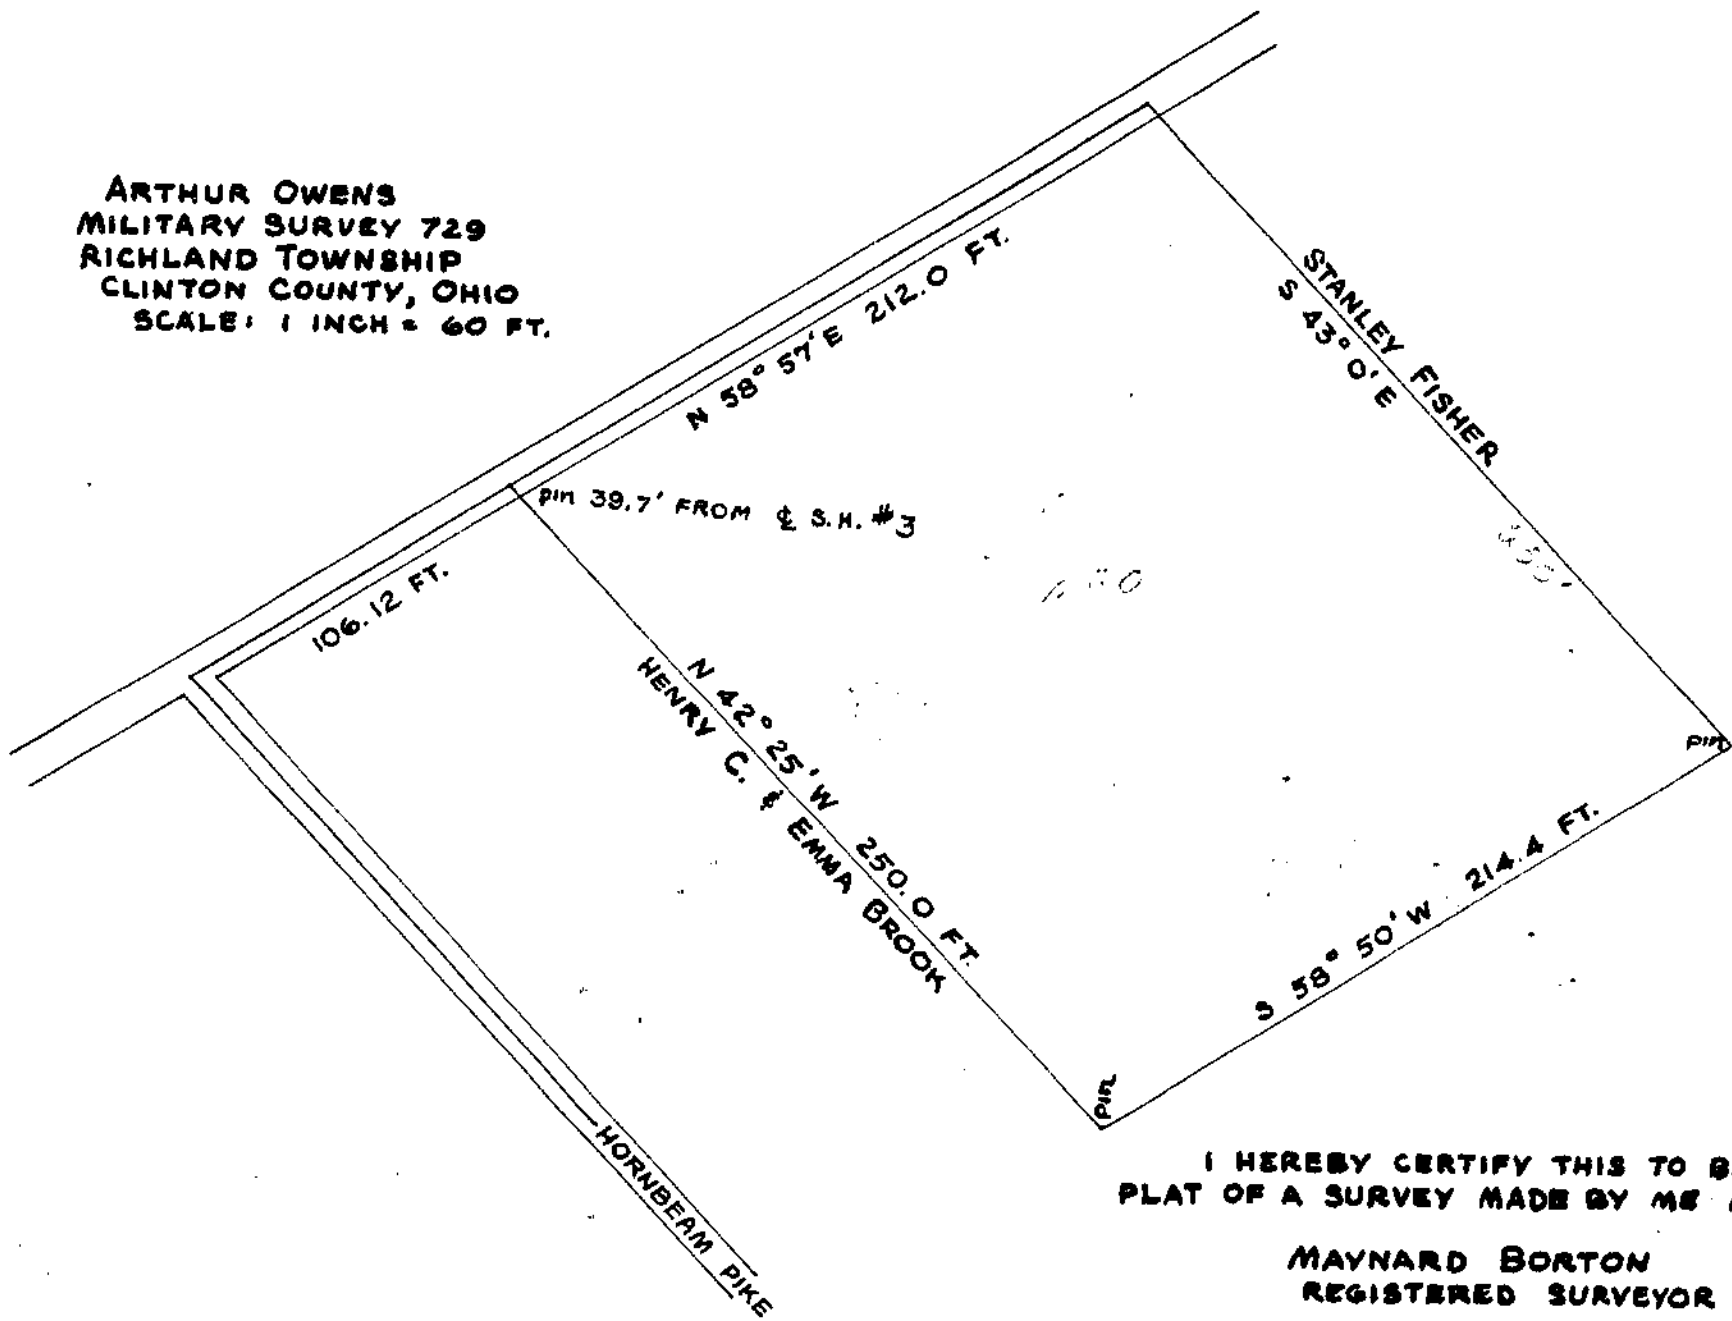 ARTHUR OWENS
MILITARY SURVEY 729
RICHLAND TOWNSHIP
CLINTON COUNTY, OHIO
SCALE: 1 INCH = 60 FT.
N 58° 57' E 212.0 FT.
STANLEY FISHER
S 43° 0' E
pin 39.7' FROM ℄ S.H. #3
106.12 FT.
N 42° 25' W 250.0 FT.
HENRY C. & EMMA BROOK
pin
S 58° 50' W 214.4 FT.
pin
HORNBEAM PIKE
I HEREBY CERTIFY THIS TO
PLAT OF A SURVEY MADE BY ME
MAYNARD BORTON
REGISTERED SURVEYOR